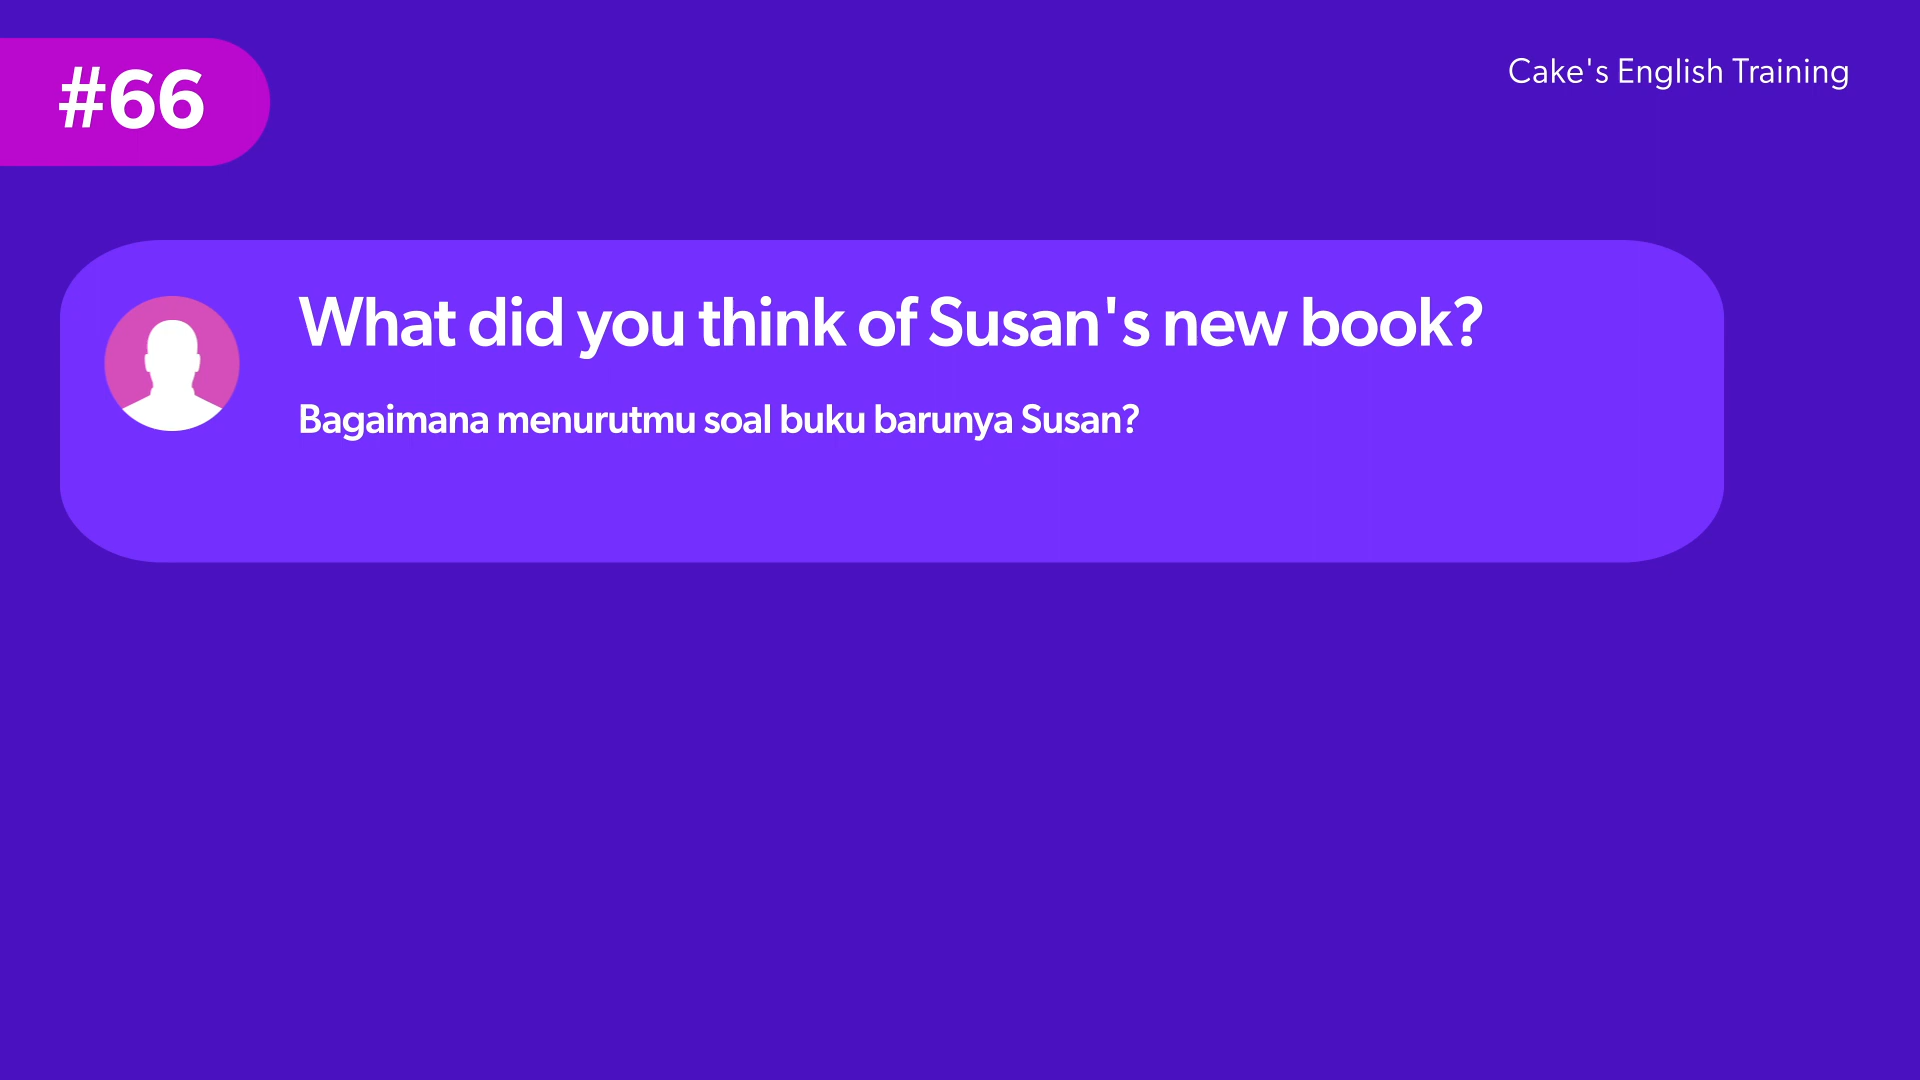 #66
Cake's English Training
What did you think of Susan's new book?
Bagaimana menurutmu soal buku barunya Susan?